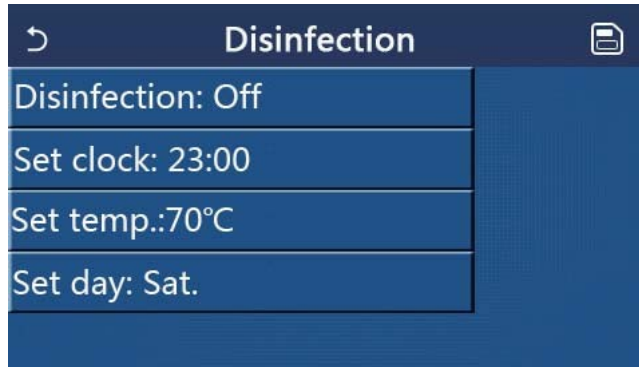 Disinfection
Disinfection: Off
Set clock: 23:00
Set temp.:70℃
Set day: Sat.